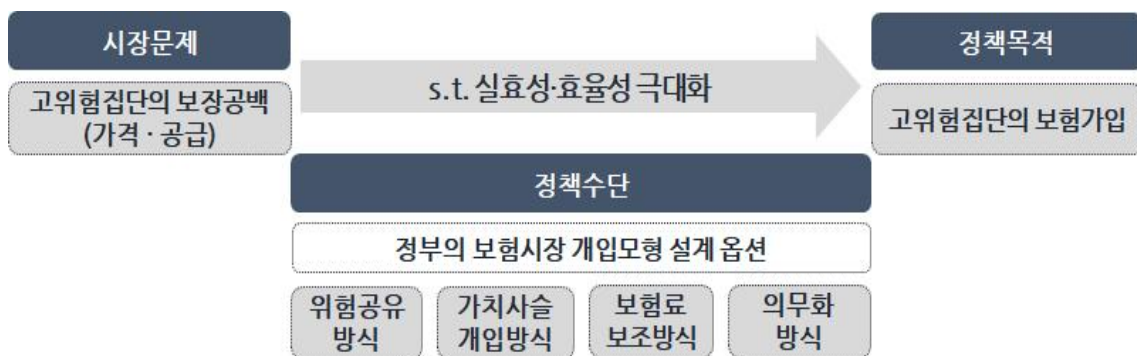 시장문제
고위험집단의 보장공백
(가격 · 공급)
s.t. 실효성·효율성 극대화
정책목적
고위험집단의 보험가입
정책수단
정부의 보험시장 개입모형 설계 옵션
위험공유
방식
가치사슬
개입방식
보험료
보조방식
의무화
방식